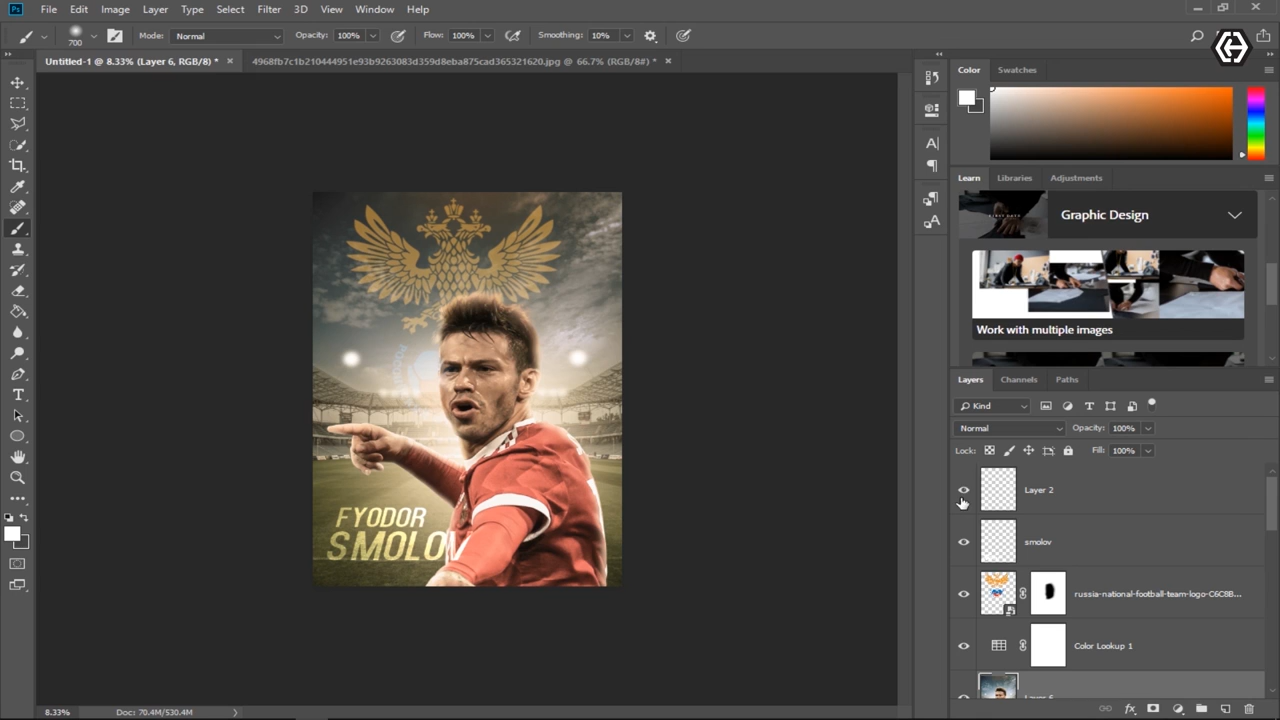 Ps File Edit Image Layer Type Select Filter 3D View Window Help
700 Mode: Normal Opacity: 100% Flow: 100% Smoothing: 10%
Untitled-1 @ 8.33% (Layer 6, RGB/8) * × 4968fb7c1b210444951e93b9263083d359d8eba875cad365321620.jpg @ 66.7% (RGB/8#) * ×
Color Swatches
Learn Libraries Adjustments
Graphic Design
Work with multiple images
Layers Channels Paths
Kind
Normal Opacity: 100%
Lock: Fill: 100%
Layer 2
smolov
russia-national-football-team-logo-C6C8B...
Color Lookup 1
Layer 6
FYODOR
SMOLOV
8.33% Doc: 70.4M/530.4M